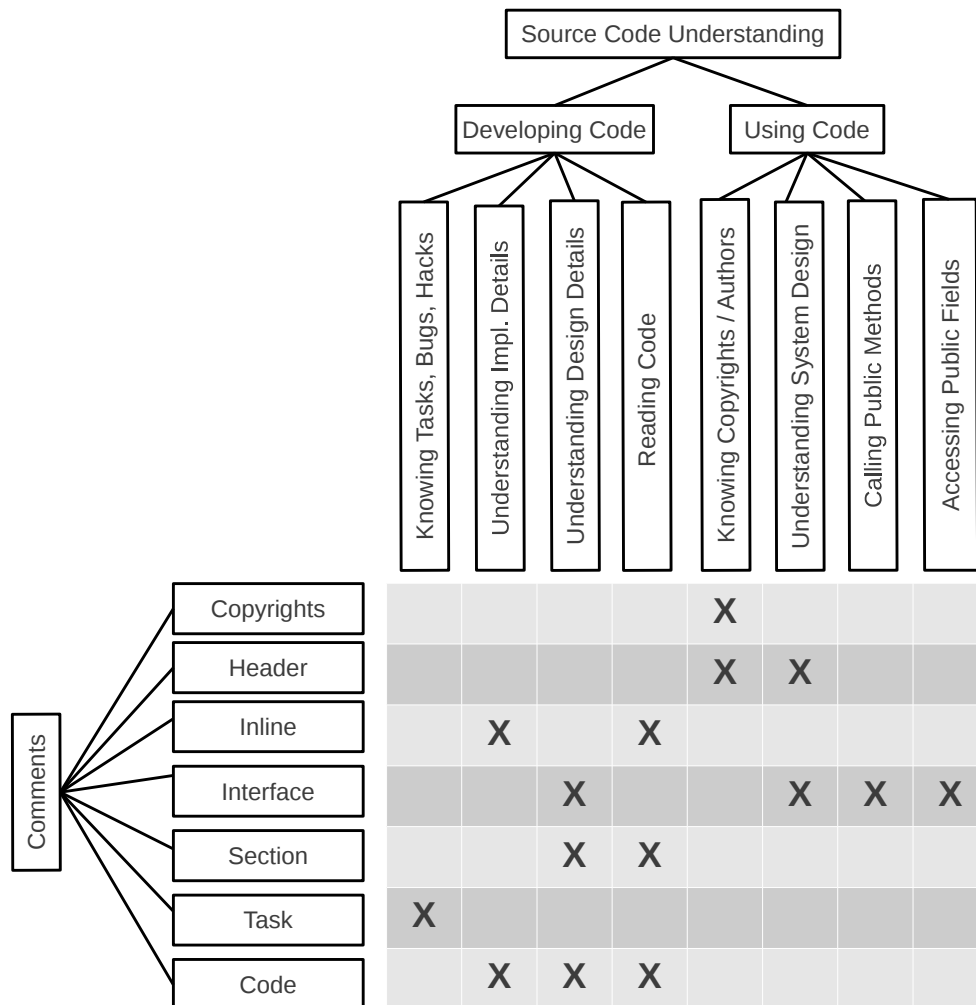 Source Code Understanding
Developing Code
Using Code
Knowing Tasks, Bugs, Hacks
Understanding Impl. Details
Understanding Design Details
Reading Code
Knowing Copyrights / Authors
Understanding System Design
Calling Public Methods
Accessing Public Fields
Comments
Copyrights
X
Header
X X
Inline
X X
Interface
X X X X
Section
X X
Task
X
Code
X X X